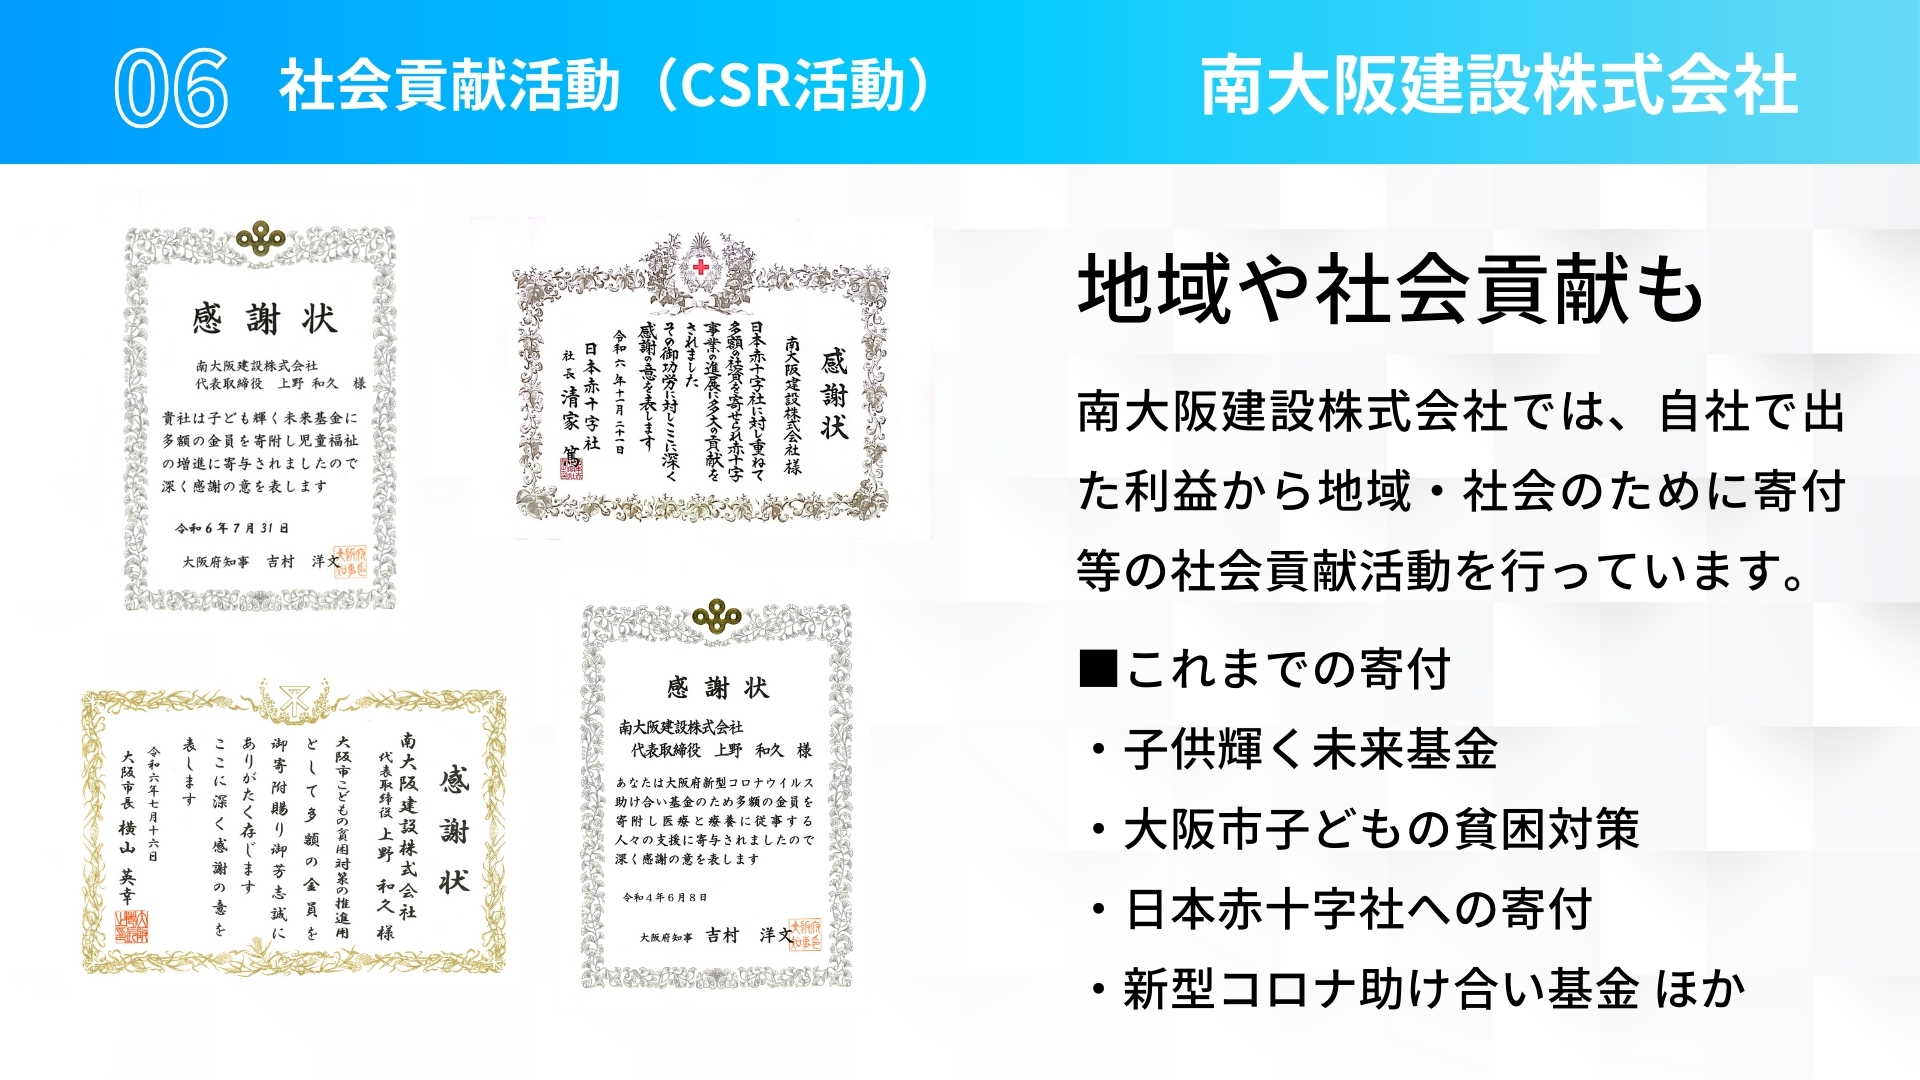 06
社会貢献活動（CSR活動）
南大阪建設株式会社
感謝状
南大阪建設株式会社
代表取締役 上野 和久 様
貴社は子ども輝く未来基金に
多額の金員を寄附し児童福祉
の増進に寄与されましたので
深く感謝の意を表します
令和6年7月31日
大阪府知事 吉村 洋文
感謝状
南大阪建設株式会社様
日本赤十字社に対し重ねて
多額の社資を寄せられ赤十字
事業の進展に多大の貢献を
されました
その御功労に対しここに深く
感謝の意を表します
令和六年十一月二十一日
日本赤十字社
社長 清家 篤
感謝状
南大阪建設株式会社
代表取締役 上野 和久 様
大阪市こどもの貧困対策の推進用
として多額の金員を
御寄附賜り御芳志誠に
ありがたく存じます
ここに深く感謝の意を
表します
令和六年七月十六日
大阪市長 横山 英幸
感謝状
南大阪建設株式会社
代表取締役 上野 和久 様
あなたは大阪府新型コロナウイルス
助け合い基金のため多額の金員を
寄附し医療と療養に従事する
人々の支援に寄与されましたので
深く感謝の意を表します
令和4年6月8日
大阪府知事 吉村 洋文
地域や社会貢献も
南大阪建設株式会社では、自社で出
た利益から地域・社会のために寄付
等の社会貢献活動を行っています。
■これまでの寄付
・子供輝く未来基金
・大阪市子どもの貧困対策
・日本赤十字社への寄付
・新型コロナ助け合い基金 ほか